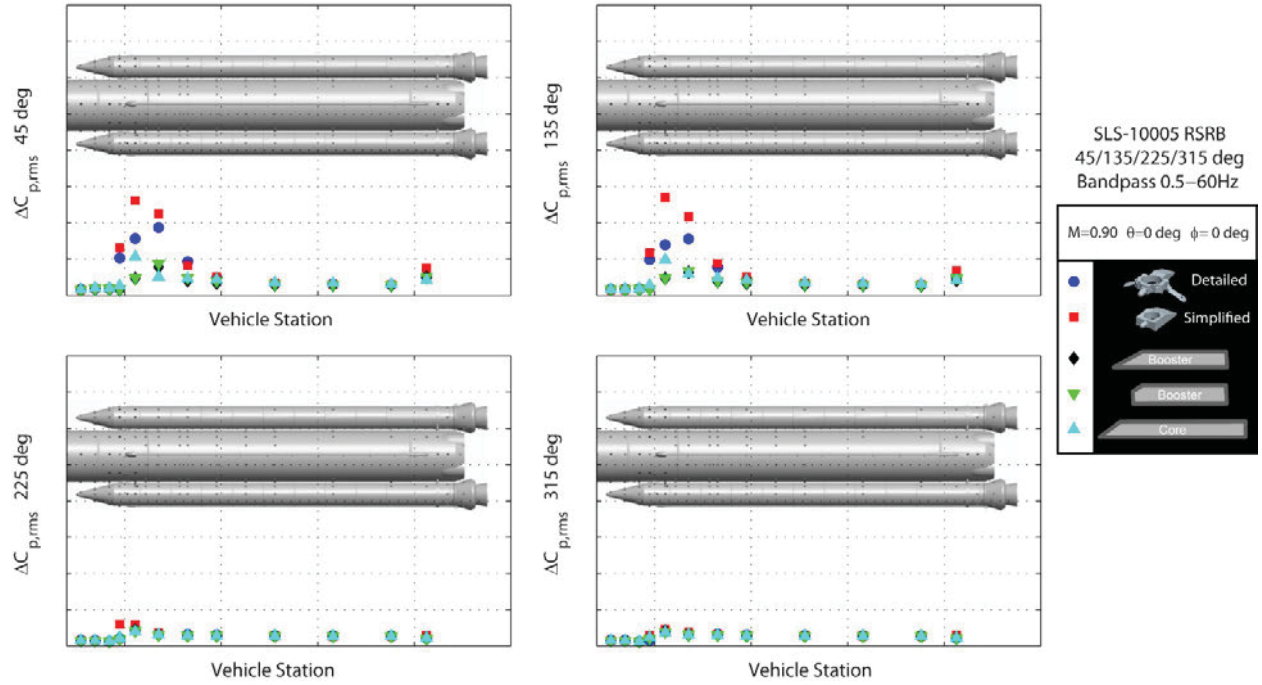 ΔC p,rms 45 deg
Vehicle Station
ΔC p,rms 135 deg
Vehicle Station
SLS-10005 RSRB
45/135/225/315 deg
Bandpass 0.5–60Hz
M=0.90 θ=0 deg ϕ= 0 deg
Detailed
Simplified
Booster
Booster
Core
ΔC p,rms 225 deg
Vehicle Station
ΔC p,rms 315 deg
Vehicle Station